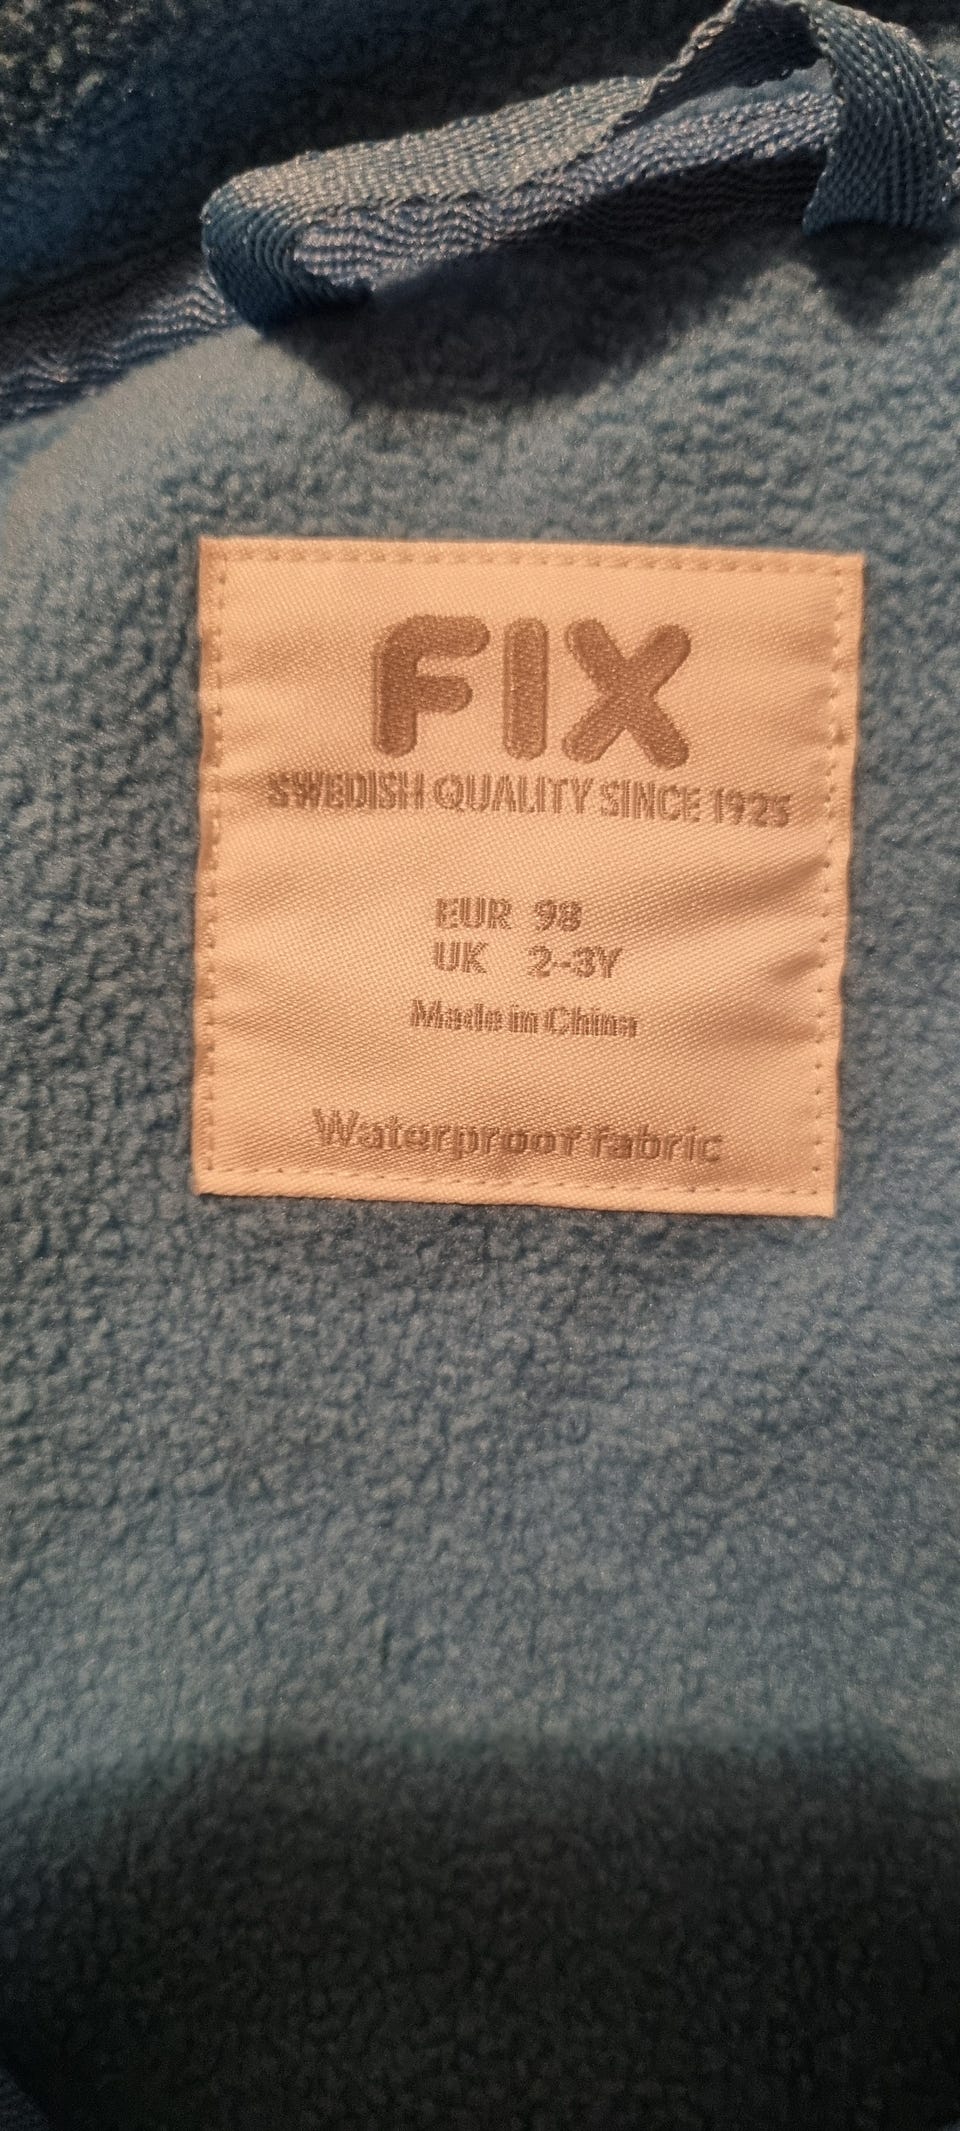 FIX
SWEDISH QUALITY SINCE 1925
EUR 98
UK 2-3Y
Made in China
Waterproof fabric